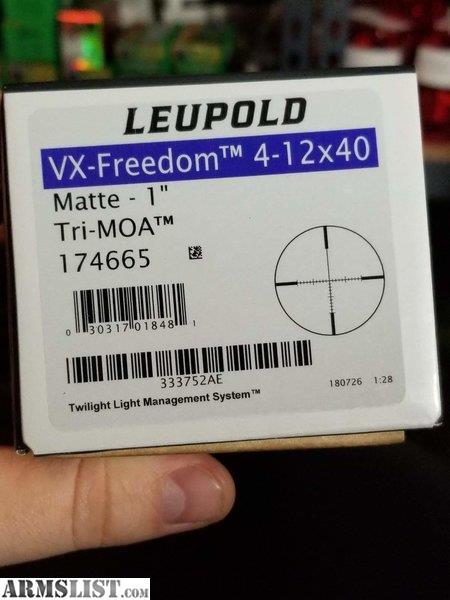 LEUPOLD
VX-Freedom™ 4-12x40
Matte - 1"
Tri-MOA™
174665
0 30317 01848 1
333752AE
180726 1:28
Twilight Light Management System™
ARMSLIST.COM